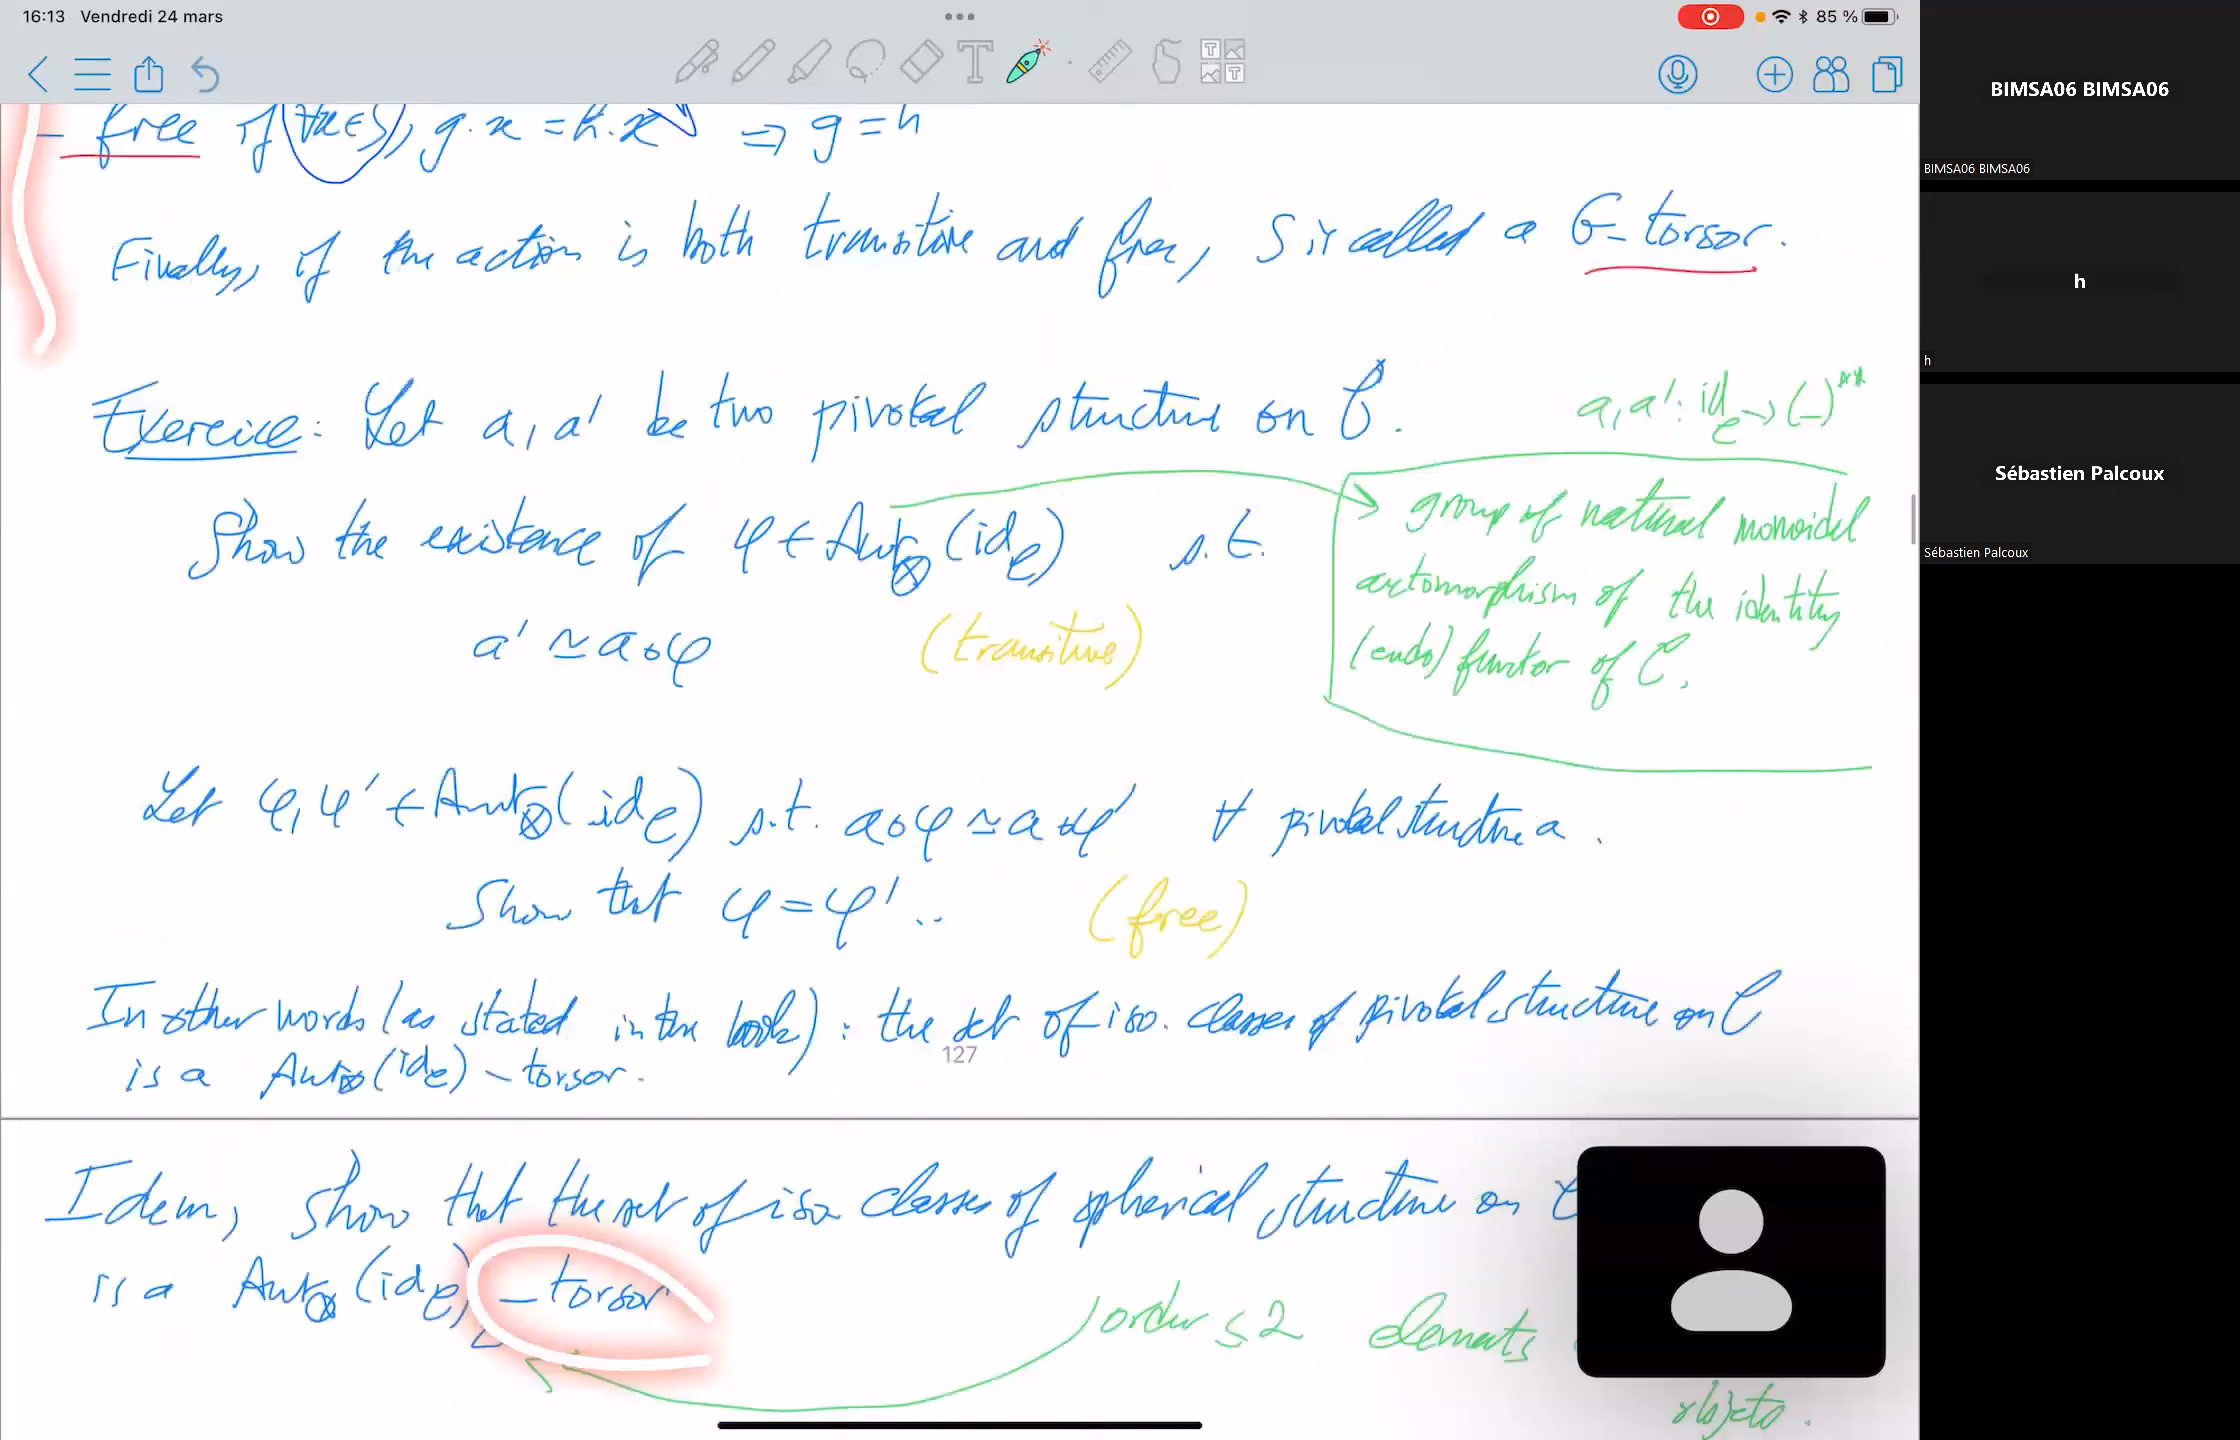 16:13 Vendredi 24 mars
85 %
– free if (∀x∈S), g.x = h.x ⇒ g = h
Finally, if the action is both transitive and free, S is called a G-torsor.
Exercice: Let a, a' be two pivotal structure on C.
a, a': id_C → (_)**
Show the existence of φ ∈ Aut⊗(id_C) s.t.
a' ≃ a∘φ (transitive)
group of natural monoidal
automorphism of the identity
(endo) functor of C.
Let φ, φ' ∈ Aut⊗(id_C) s.t. a∘φ ≃ a∘φ' ∀ pivotal structure a.
Show that φ = φ'.. (free)
In other words (as stated in the book): the set of iso. classes of pivotal structure on C
is a Aut⊗(id_C) – torsor.
127
Idem, show that the set of iso classes of spherical structure on C
is a Aut⊗(id_C)₂ – torsor
order ≤ 2 elements
objects.
BIMSA06 BIMSA06
BIMSA06 BIMSA06
h
h
Sébastien Palcoux
Sébastien Palcoux